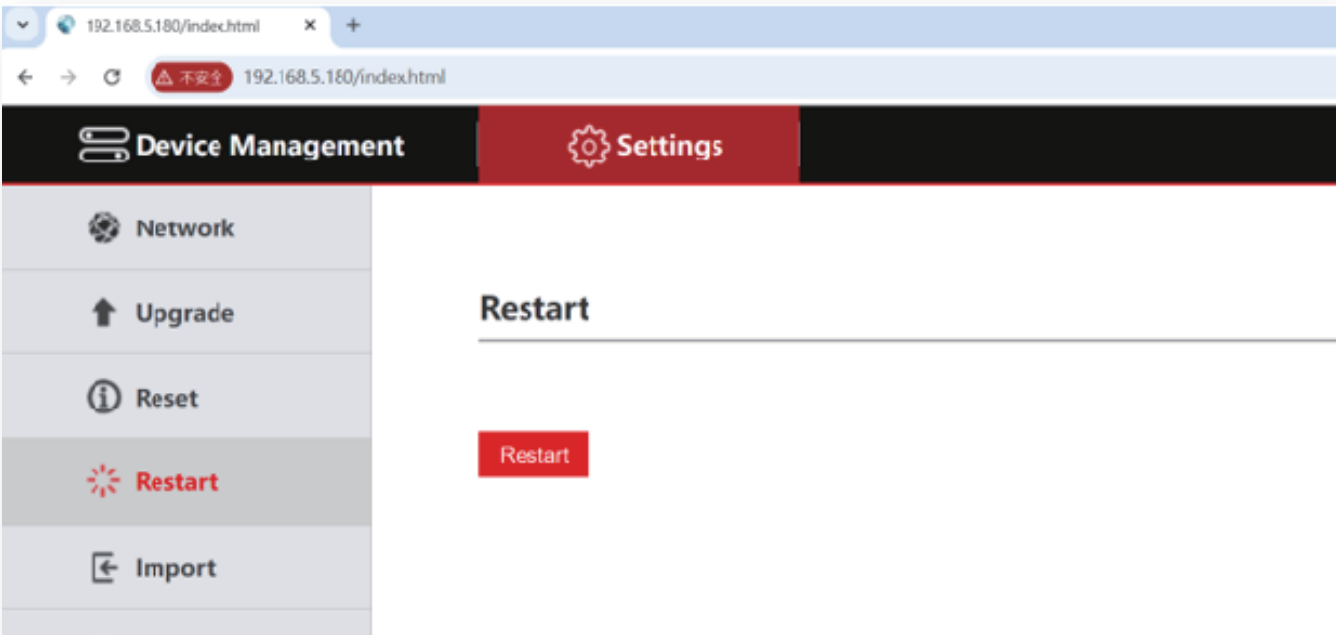 192.168.5.180/index.html
不安全 192.168.5.180/index.html
Device Management Settings
Network
Upgrade
Reset
Restart
Import
Restart
Restart